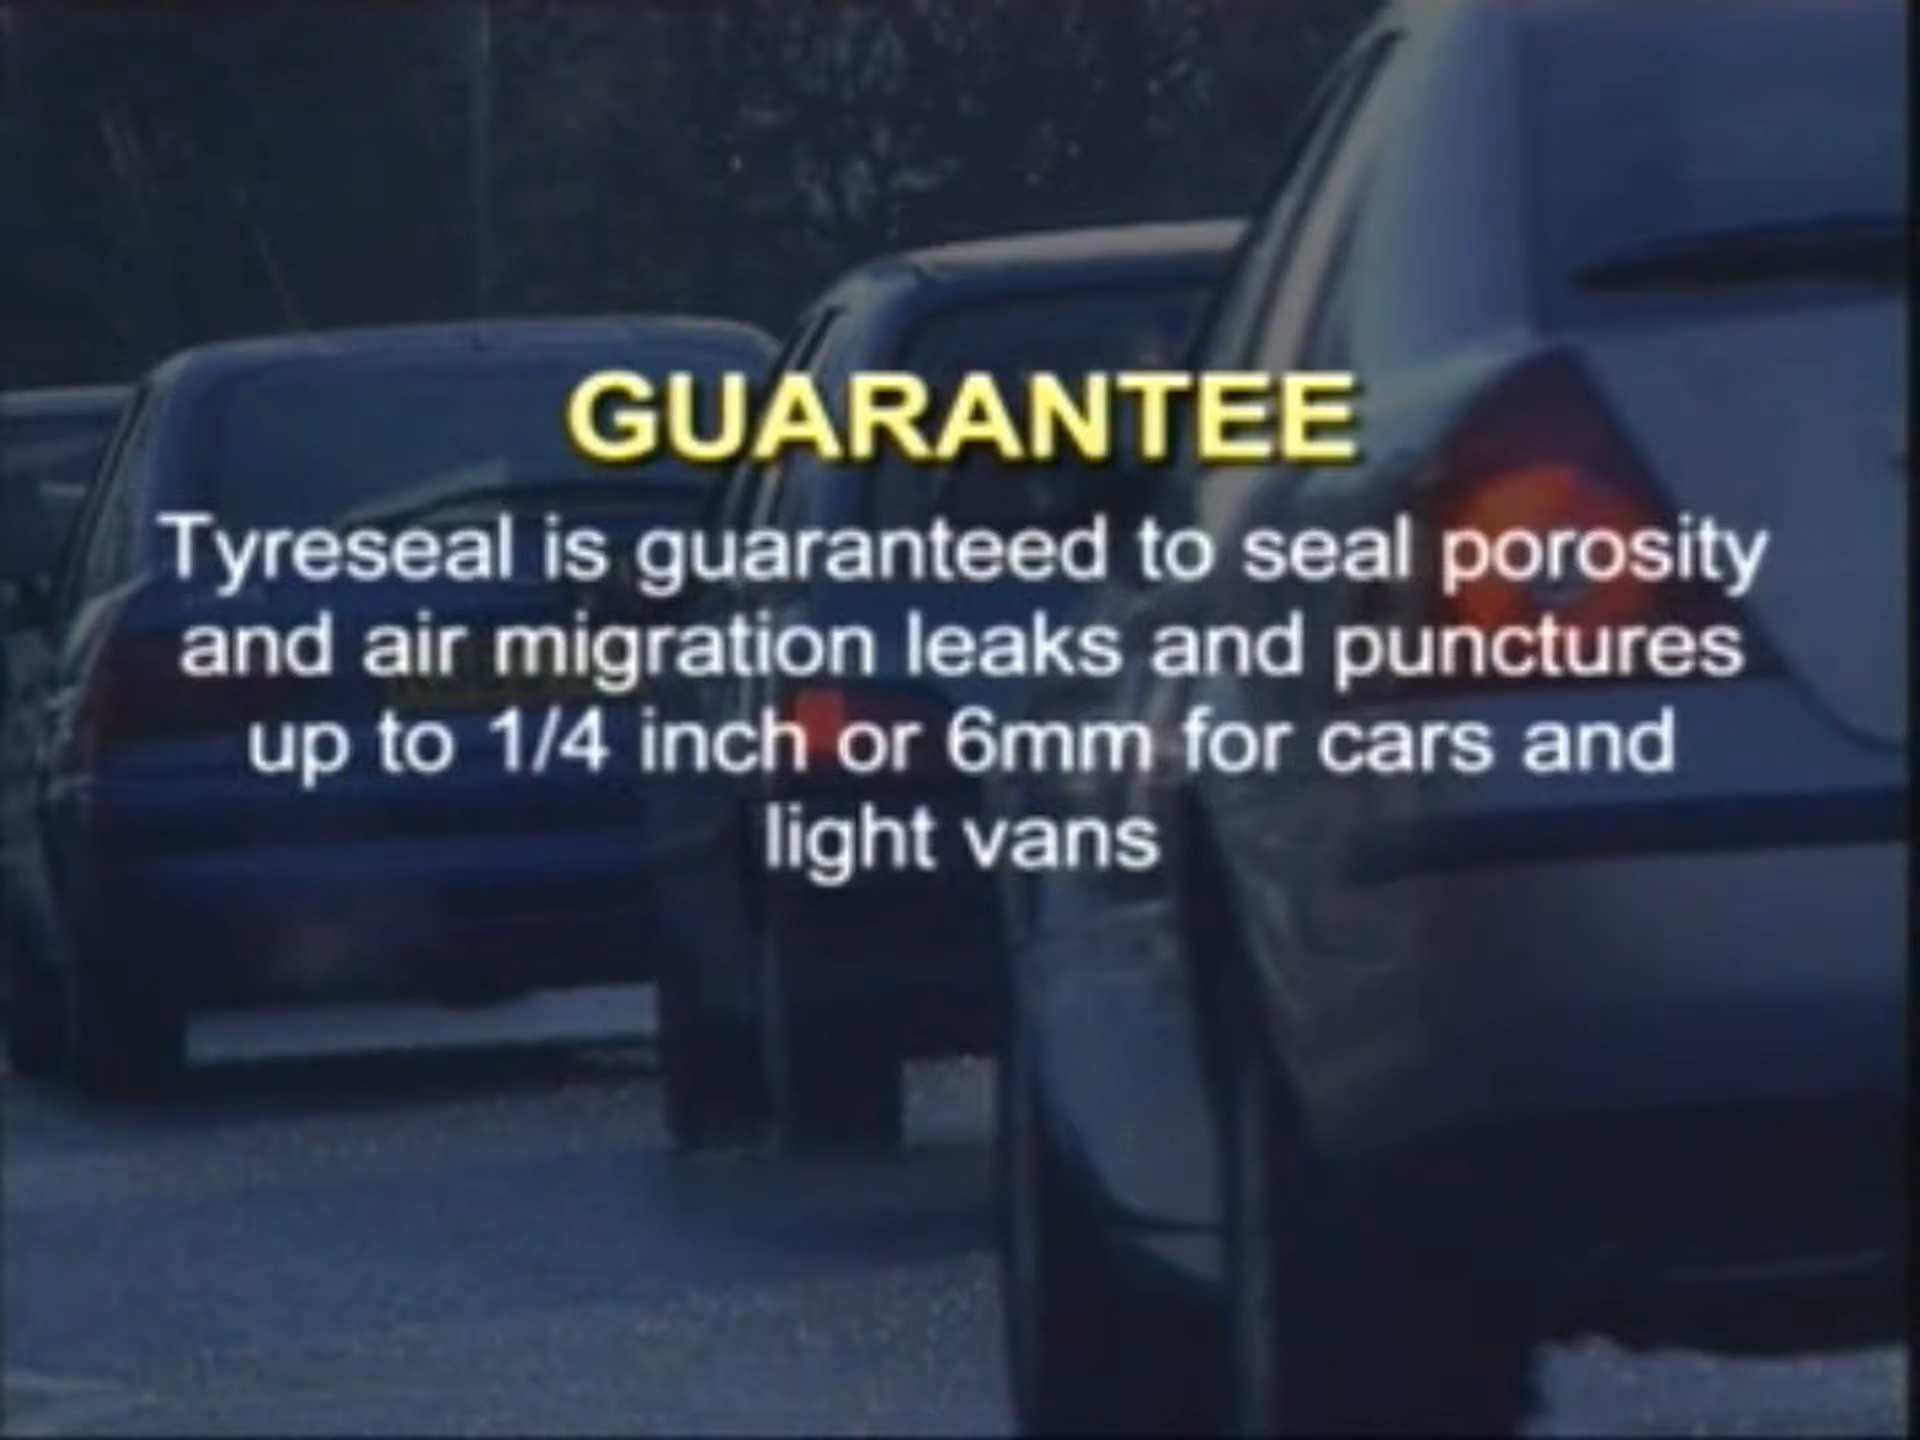 GUARANTEE
Tyreseal is guaranteed to seal porosity
and air migration leaks and punctures
up to 1/4 inch or 6mm for cars and
light vans